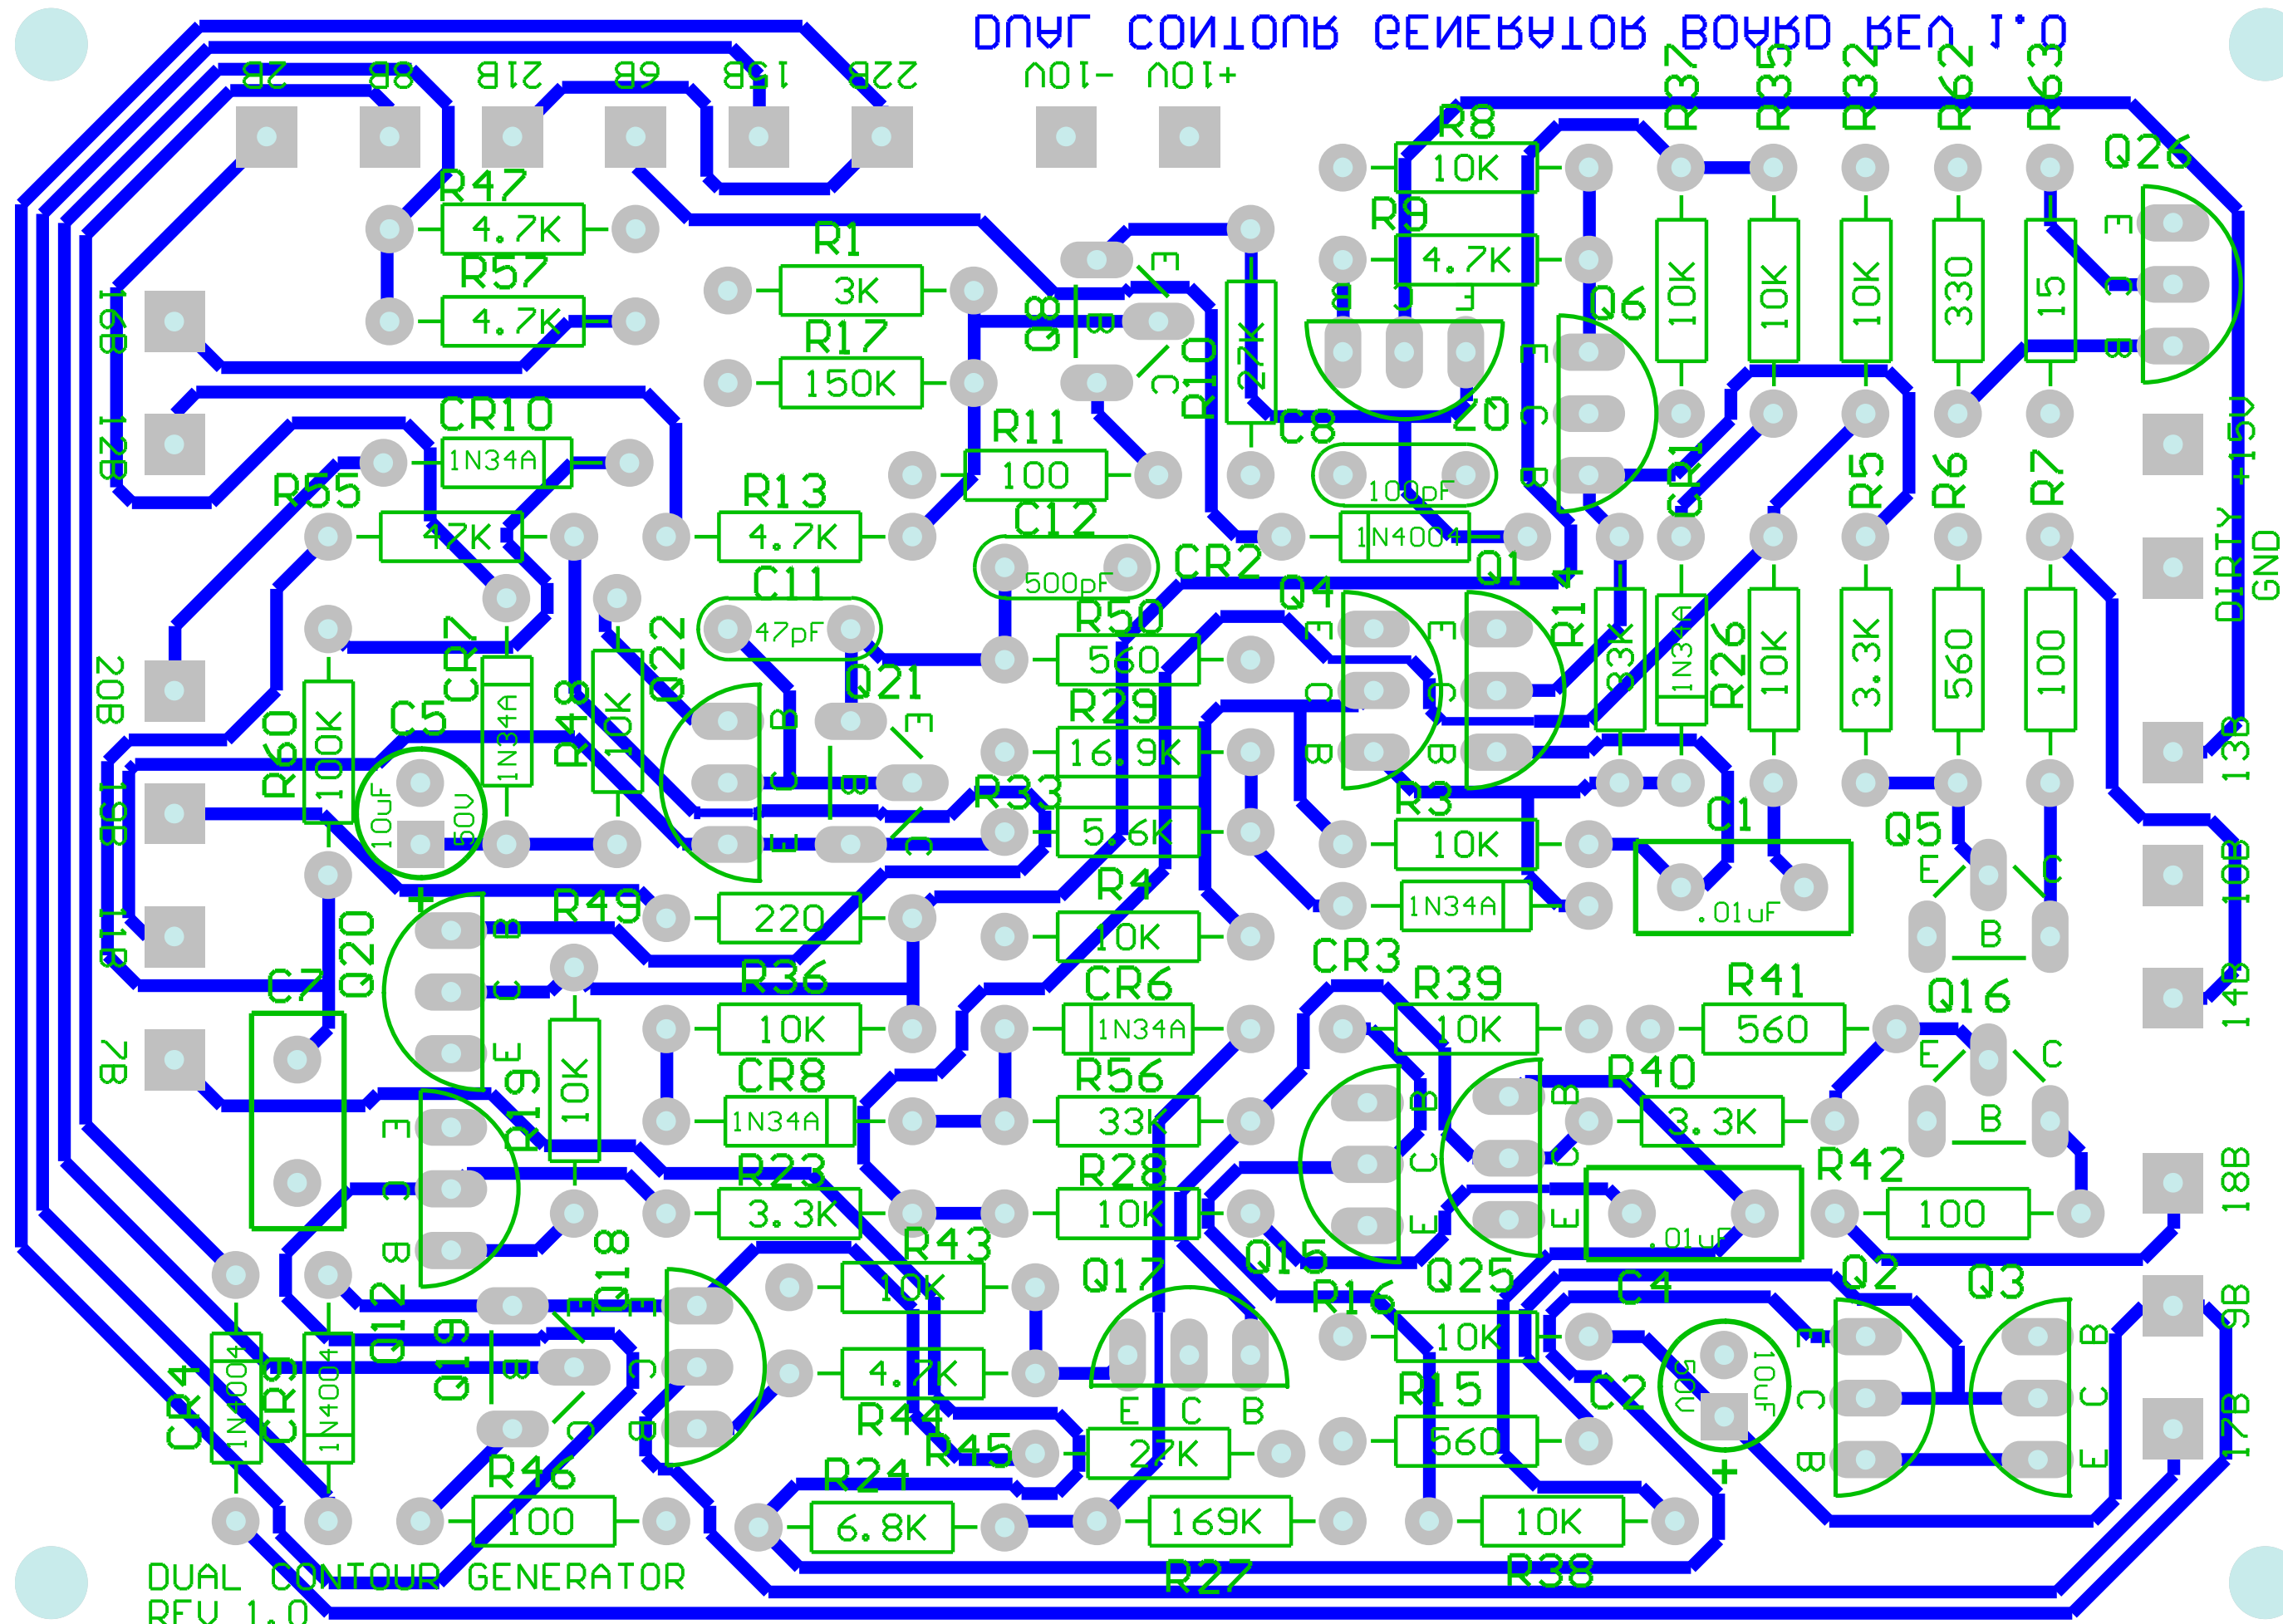 DUAL CONTOUR GENERATOR BOARD REV 1.0
2B 8B 21B 6B 15B 22B -10V +10V
R37 R35 R32 R62 R63
R8
10K
Q26
R47
4.7K
R9
4.7K
E
C
B
R57
4.7K
R1
3K
E
Q8
B
C
B C E
Q6
10K 10K 10K 330 15
16B
R17
150K
R10
27K
E
C
B
12B
CR10
1N34A
R11
100
C8
Q7
100pF
DIRTY +15V
GND
R55
47K
R13
4.7K
C12
500pF
1N4004
CR2
CR1
R5 R6 R7
C11
47pF
Q4
Q1
R14
33K
1N34A
R26
10K
3.3K
560
100
R50
560
E
C
B
E
C
B
20B
CR7
1N34A
Q22
R48
10K
Q21
E
B
C
B
C
E
R29
16.9K
R60
100K
C5
10uF
50V
+
R33
5.6K
R3
10K
C1
.01uF
Q5
E C
B
13B
19B
10B
11B
R49
220
R4
10K
1N34A
CR3
Q20
B
C
E
C7
R36
10K
CR6
1N34A
R39
10K
R41
560
Q16
E C
B
14B
7B
R19
10K
CR8
1N34A
R56
33K
B
C
E
B
C
E
R40
3.3K
E
C
B
R23
3.3K
R28
10K
.01uF
R42
100
18B
Q18
R43
10K
Q17
Q15
Q25
C4
Q2
Q3
9B
Q12
Q19
E
B
C
E
C
B
R16
10K
CR4
1N4004
CR9
1N4004
4.7K
R44
E C B
R15
560
C2
10uF
50V
+
E
C
B
B
C
E
17B
R45
27K
R46
100
R24
6.8K
169K
R27
10K
R38
DUAL CONTOUR GENERATOR
REV 1.0